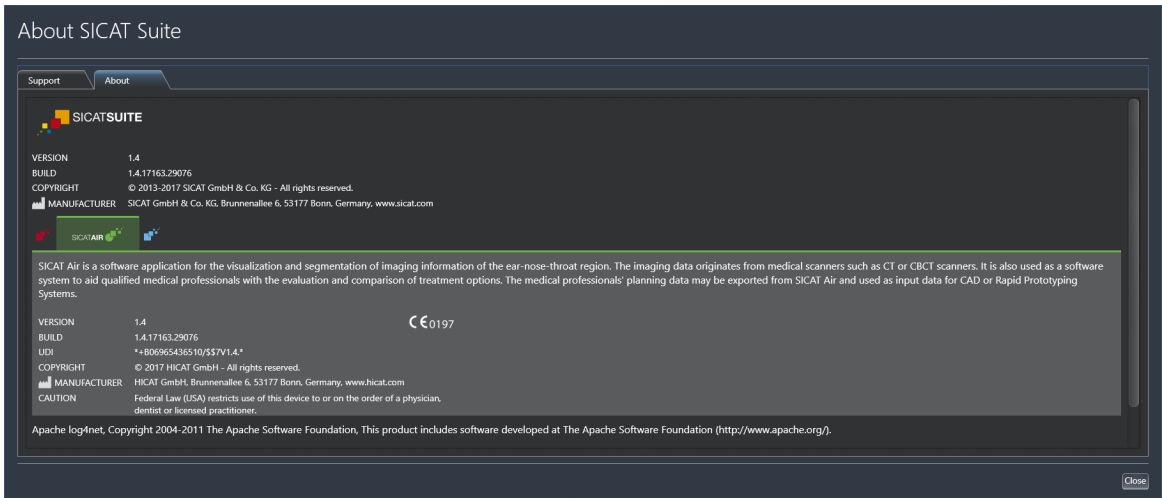 About SICAT Suite
Support
About
SICATSUITE
VERSION 1.4
BUILD 1.4.17163.29076
COPYRIGHT © 2013-2017 SICAT GmbH & Co. KG - All rights reserved.
MANUFACTURER SICAT GmbH & Co. KG, Brunnenallee 6, 53177 Bonn, Germany, www.sicat.com
SICATAIR
SICAT Air is a software application for the visualization and segmentation of imaging information of the ear-nose-throat region. The imaging data originates from medical scanners such as CT or CBCT scanners. It is also used as a software
system to aid qualified medical professionals with the evaluation and comparison of treatment options. The medical professionals' planning data may be exported from SICAT Air and used as input data for CAD or Rapid Prototyping
Systems.
VERSION 1.4 CE0197
BUILD 1.4.17163.29076
UDI *+B06965436510/$$7V1.4.*
COPYRIGHT © 2017 HICAT GmbH - All rights reserved.
MANUFACTURER HICAT GmbH, Brunnenallee 6, 53177 Bonn, Germany, www.hicat.com
CAUTION Federal Law (USA) restricts use of this device to or on the order of a physician,
dentist or licensed practitioner.
Apache log4net, Copyright 2004-2011 The Apache Software Foundation, This product includes software developed at The Apache Software Foundation (http://www.apache.org/).
Close